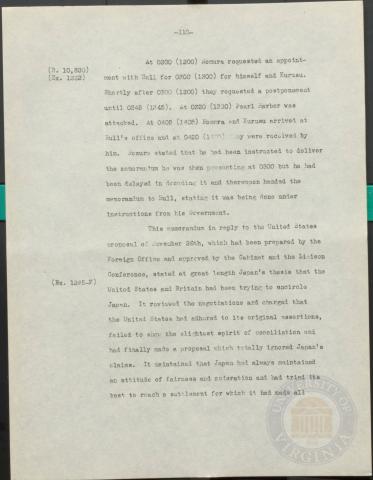 -112-
At 0200 (1200) Nomura requested an appoint-
(R. 10,530)
ment with Hull for 0300 (1300) for himself and Kurusu.
(Ex. 1222)
Shortly after 0300 (1300) they requested a postponement
until 0345 (1345). At 0320 (1320) Pearl Harbor was
attacked. At 0405 (1405) Nomura and Kurusu arrived at
Hull's office and at 0420 they were received by
him. Nomura stated that he had been instructed to deliver
the memorandum he was then presenting at 0300 but he had
been delayed in decoding it and thereupon handed the
memorandum to Hull, stating it was being done under
instructions from his Government.
This memorandum in reply to the United States
proposal of November 26th, which had been prepared by the
Foreign Office and approved by the Cabinet and the Liaison
Conference, stated at great length Japan's thesis that the
(Ex. 1245-F)
United States and Britain had been trying to encircle
Japan. It reviewed the negotiations and charged that
the United States had adhered to its original assertions,
failed to show the slightest spirit of conciliation and
had finally made a proposal which totally ignored Japan's
claims. It maintained that Japan had always maintained
an attitude of fairness and moderation and had tried its
best to reach a settlement for which it had made all
UNIVERSITY OF VIRGINIA